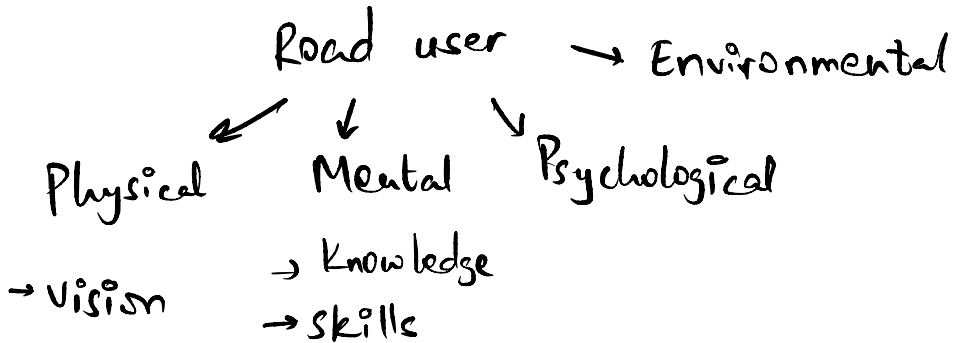 Road user → Environmental
Physical Mental Psychological
→ Vision → Knowledge
→ Skills